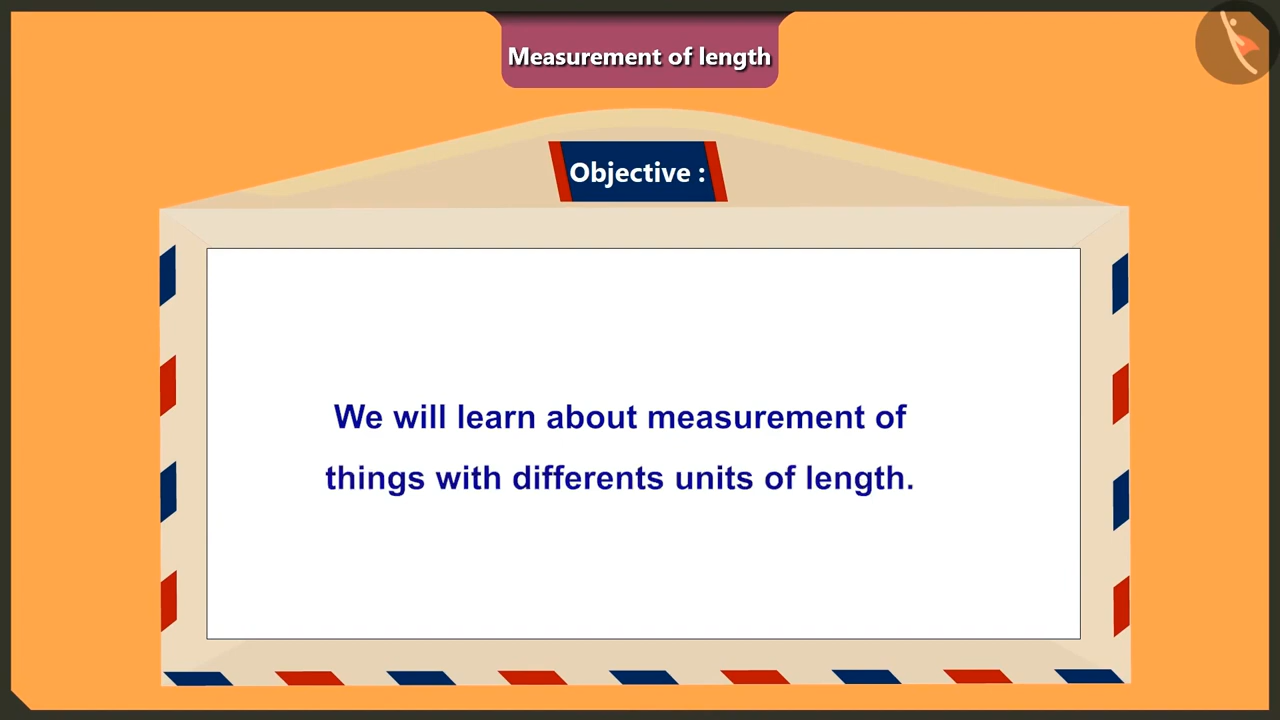 Measurement of length
Objective :
We will learn about measurement of
things with differents units of length.